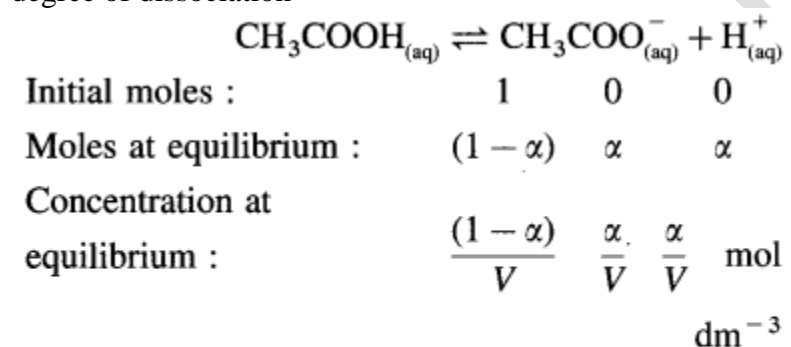 degree of dissociation
CH₃COOH₍aq₎ ⇌ CH₃COO⁻₍aq₎ + H⁺₍aq₎
Initial moles : 1 0 0
Moles at equilibrium : (1 − α) α α
Concentration at
equilibrium : (1 − α)/V α/V α/V mol
dm⁻³